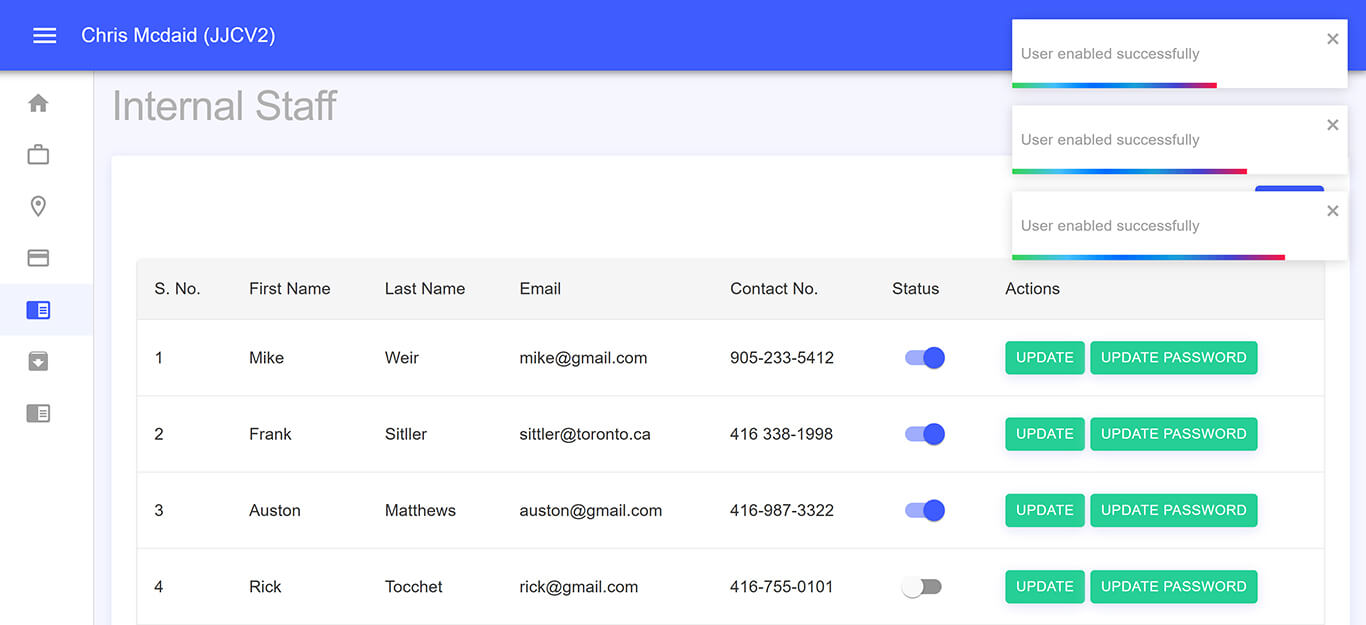 Chris Mcdaid (JJCV2)
User enabled successfully
User enabled successfully
User enabled successfully
Internal Staff
S. No. First Name Last Name Email Contact No. Status Actions
1 Mike Weir mike@gmail.com 905-233-5412 UPDATE UPDATE PASSWORD
2 Frank Sitller sittler@toronto.ca 416 338-1998 UPDATE UPDATE PASSWORD
3 Auston Matthews auston@gmail.com 416-987-3322 UPDATE UPDATE PASSWORD
4 Rick Tocchet rick@gmail.com 416-755-0101 UPDATE UPDATE PASSWORD